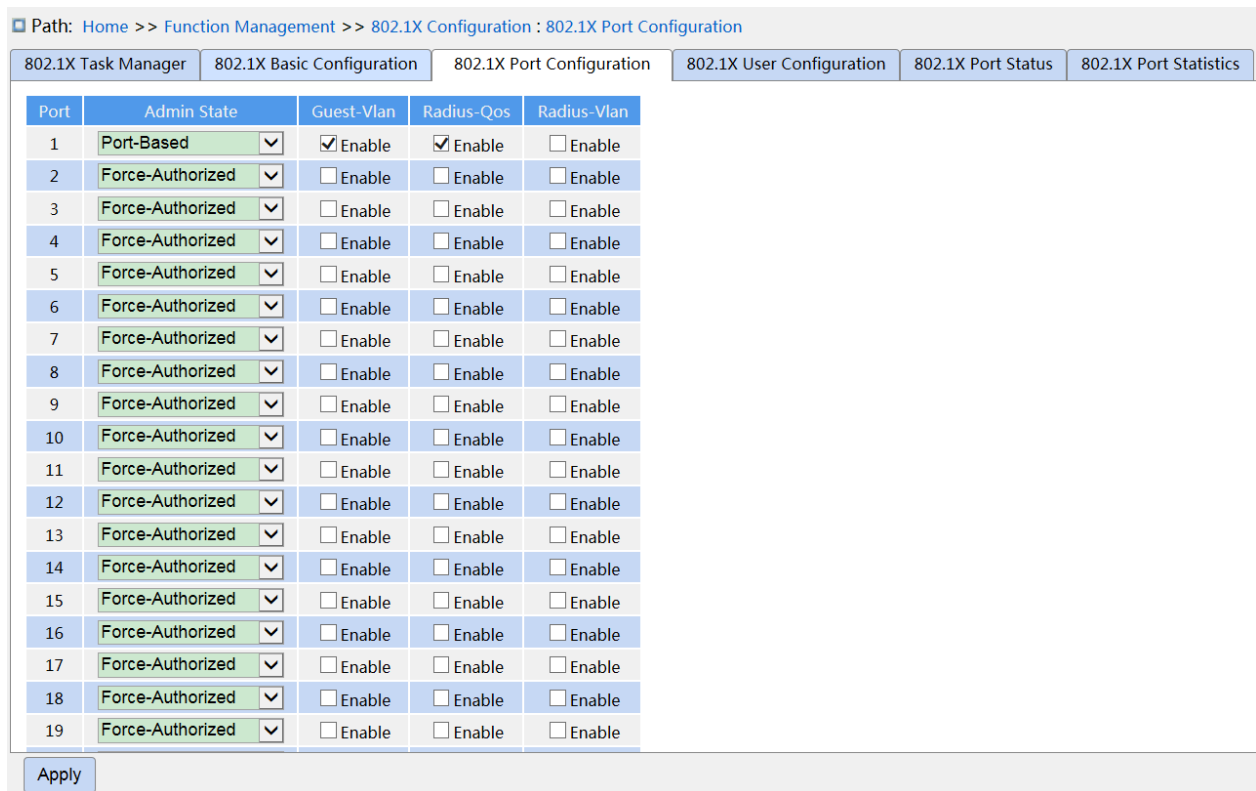 Path: Home >> Function Management >> 802.1X Configuration : 802.1X Port Configuration
802.1X Task Manager 802.1X Basic Configuration 802.1X Port Configuration 802.1X User Configuration 802.1X Port Status 802.1X Port Statistics
Port Admin State Guest-Vlan Radius-Qos Radius-Vlan
1 Port-Based Enable Enable Enable
2 Force-Authorized Enable Enable Enable
3 Force-Authorized Enable Enable Enable
4 Force-Authorized Enable Enable Enable
5 Force-Authorized Enable Enable Enable
6 Force-Authorized Enable Enable Enable
7 Force-Authorized Enable Enable Enable
8 Force-Authorized Enable Enable Enable
9 Force-Authorized Enable Enable Enable
10 Force-Authorized Enable Enable Enable
11 Force-Authorized Enable Enable Enable
12 Force-Authorized Enable Enable Enable
13 Force-Authorized Enable Enable Enable
14 Force-Authorized Enable Enable Enable
15 Force-Authorized Enable Enable Enable
16 Force-Authorized Enable Enable Enable
17 Force-Authorized Enable Enable Enable
18 Force-Authorized Enable Enable Enable
19 Force-Authorized Enable Enable Enable
Apply